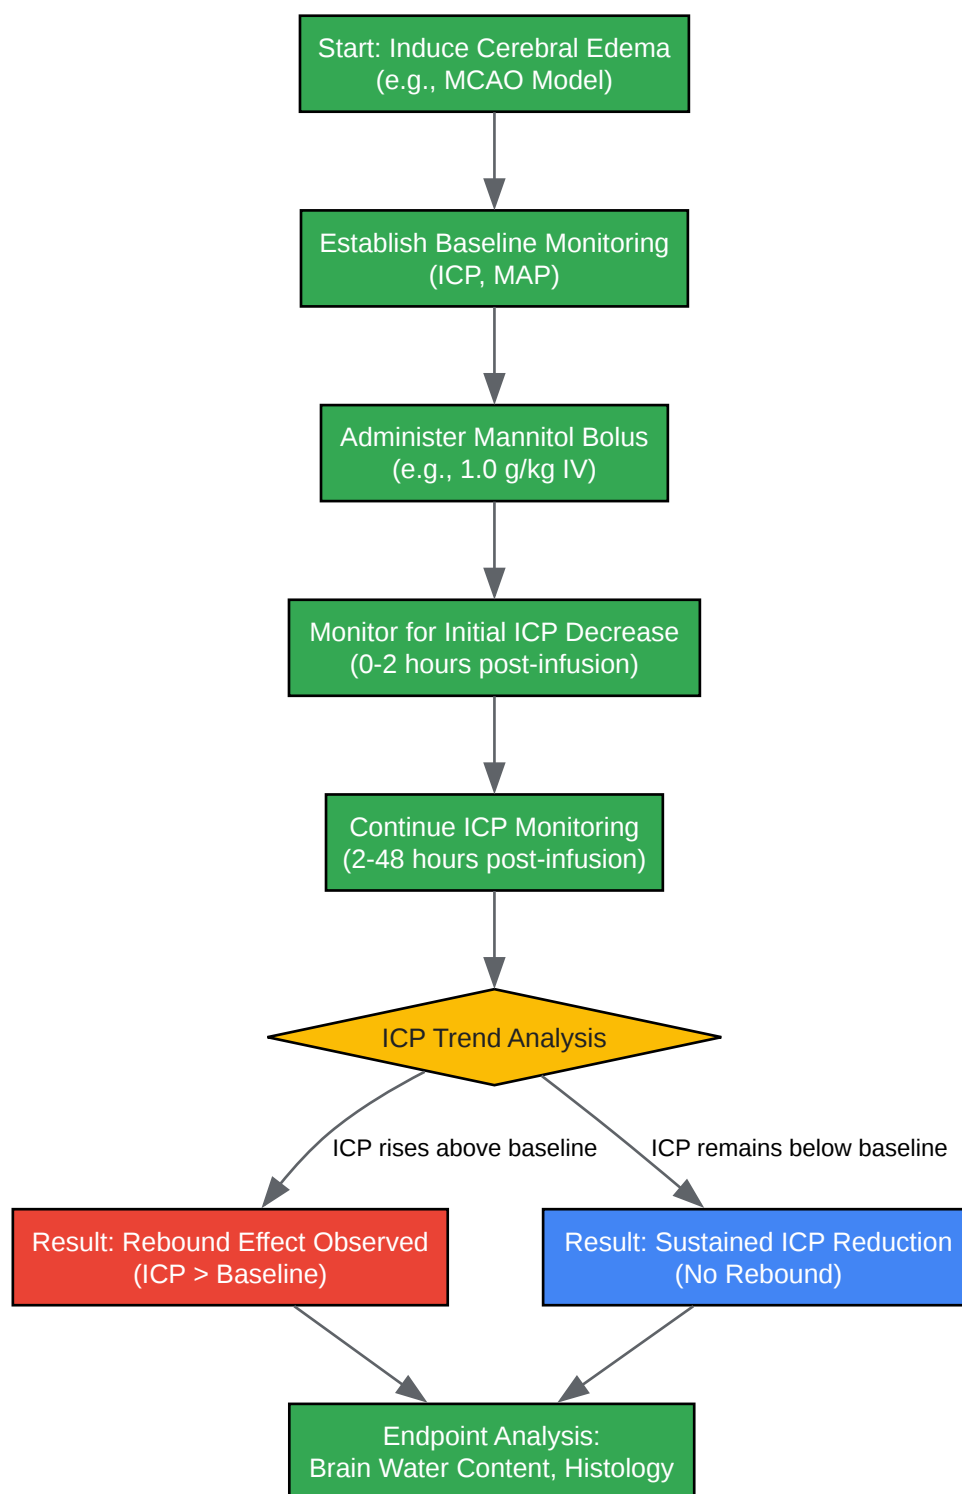 Start: Induce Cerebral Edema
(e.g., MCAO Model)
Establish Baseline Monitoring
(ICP, MAP)
Administer Mannitol Bolus
(e.g., 1.0 g/kg IV)
Monitor for Initial ICP Decrease
(0-2 hours post-infusion)
Continue ICP Monitoring
(2-48 hours post-infusion)
ICP Trend Analysis
ICP rises above baseline
ICP remains below baseline
Result: Rebound Effect Observed
(ICP > Baseline)
Result: Sustained ICP Reduction
(No Rebound)
Endpoint Analysis:
Brain Water Content, Histology